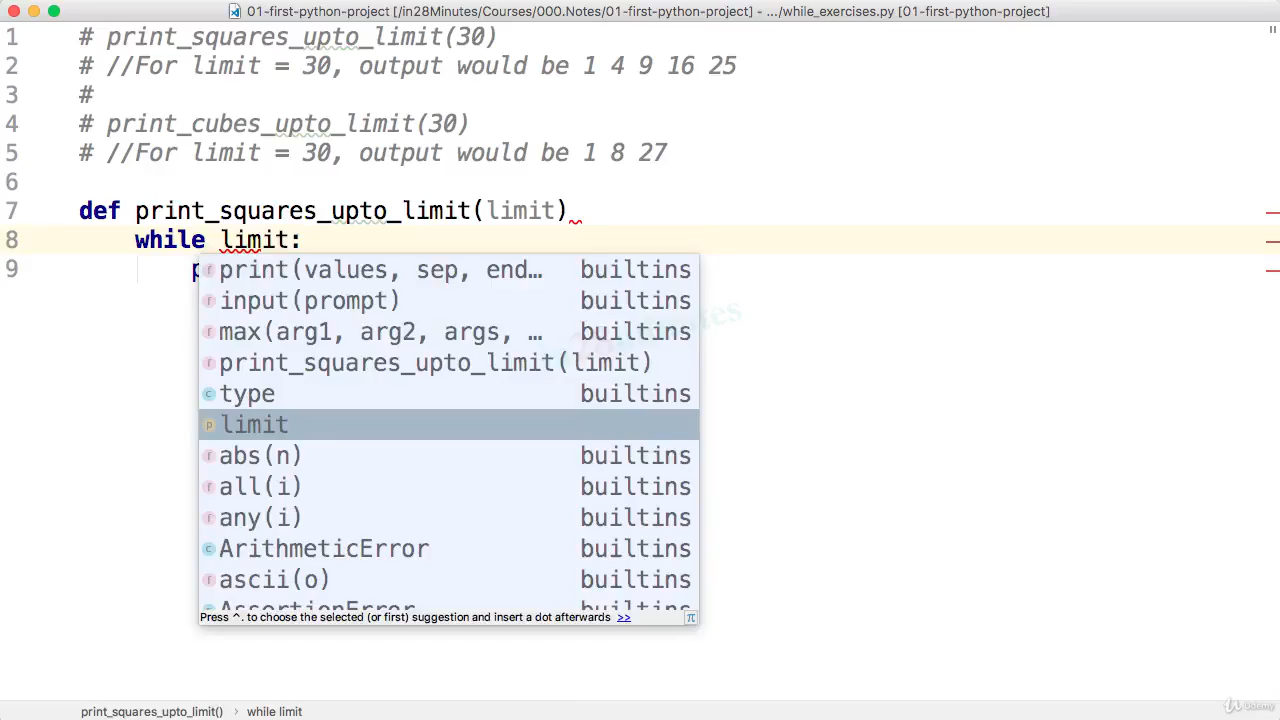 01-first-python-project [/in28Minutes/Courses/000.Notes/01-first-python-project] - .../while_exercises.py [01-first-python-project]
1 # print_squares_upto_limit(30)
2 # //For limit = 30, output would be 1 4 9 16 25
3 #
4 # print_cubes_upto_limit(30)
5 # //For limit = 30, output would be 1 8 27
6
7 def print_squares_upto_limit(limit)
8 while limit:
9 p
print(values, sep, end… builtins
input(prompt) builtins
max(arg1, arg2, args, … builtins
print_squares_upto_limit(limit)
type builtins
limit
abs(n) builtins
all(i) builtins
any(i) builtins
ArithmeticError builtins
ascii(o) builtins
AssertionError builtins
Press ^. to choose the selected (or first) suggestion and insert a dot afterwards >> π
print_squares_upto_limit() › while limit
Udemy